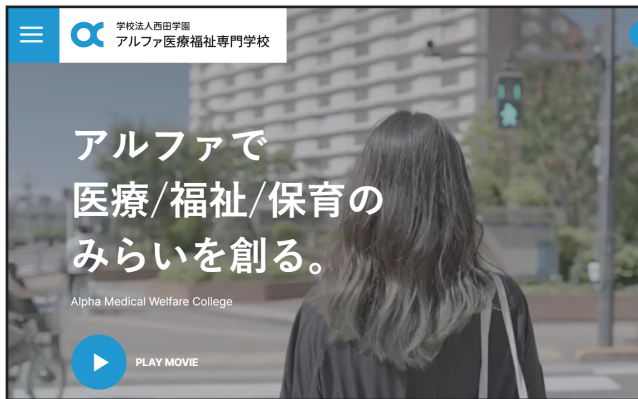 学校法人西田学園
アルファ医療福祉専門学校
アルファで
医療/福祉/保育の
みらいを創る。
Alpha Medical Welfare College
PLAY MOVIE